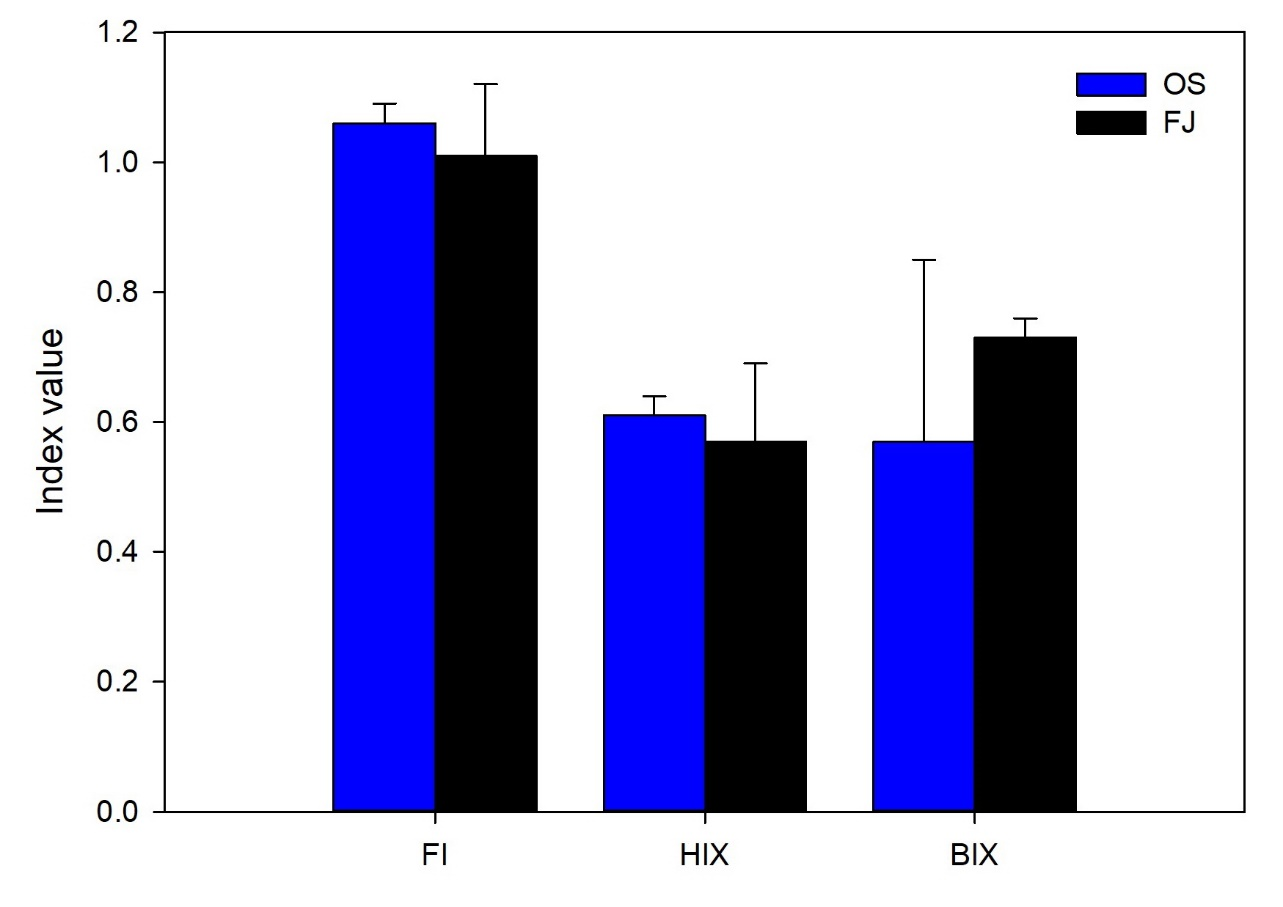 1.2
1.0
0.8
0.6
0.4
0.2
0.0
Index value
OS
FJ
FI
HIX
BIX